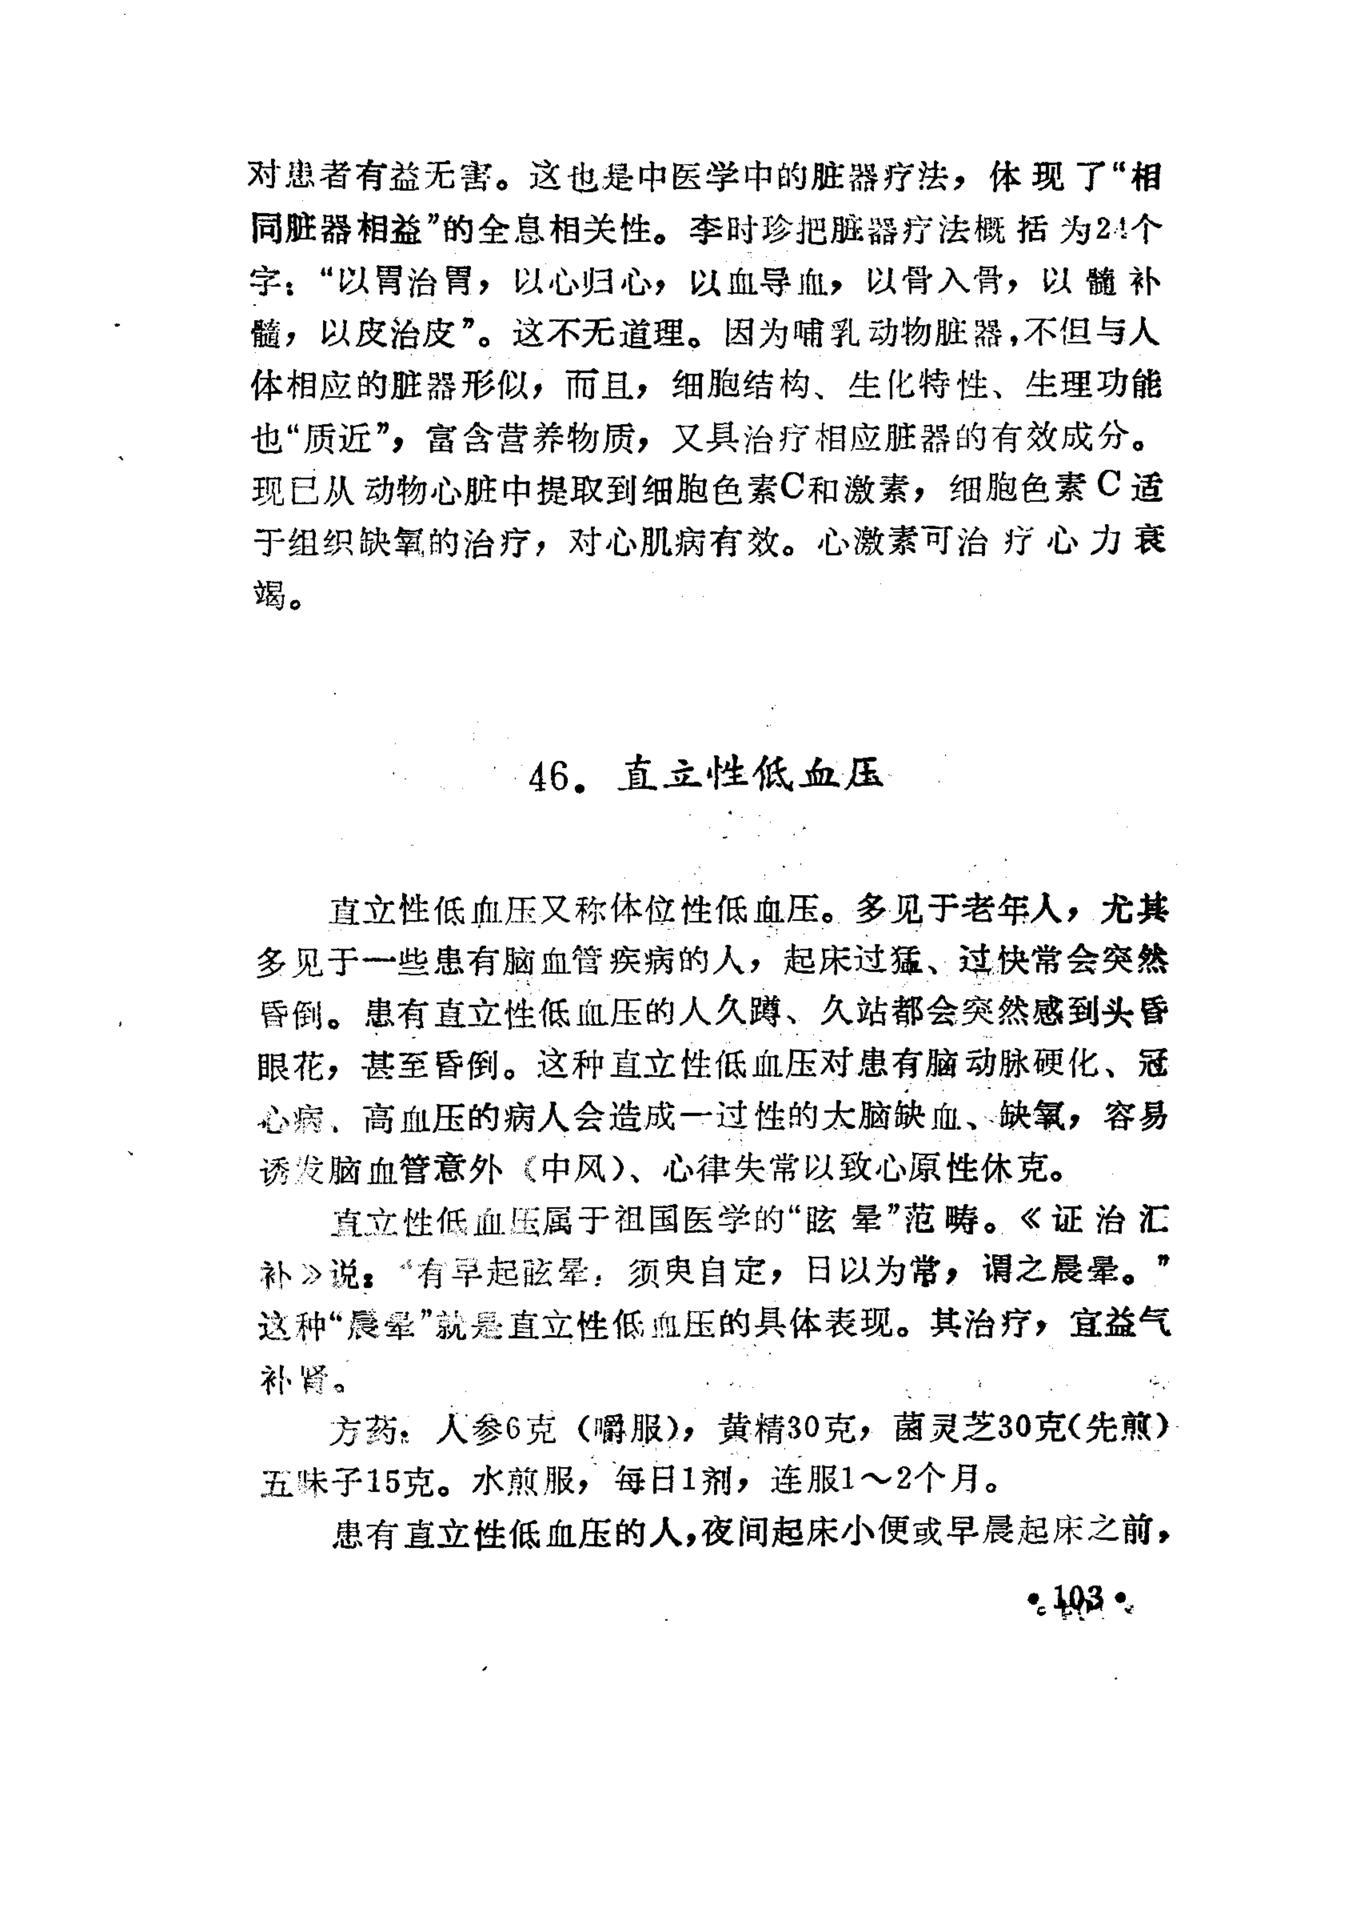 对患者有益无害。这也是中医学中的脏器疗法，体现了“相
同脏器相益”的全息相关性。李时珍把脏器疗法概括为24个
字：“以胃治胃，以心归心，以血导血，以骨入骨，以髓补
髓，以皮治皮”。这不无道理。因为哺乳动物脏器，不但与人
体相应的脏器形似，而且，细胞结构、生化特性、生理功能
也“质近”，富含营养物质，又具治疗相应脏器的有效成分。
现已从动物心脏中提取到细胞色素C和激素，细胞色素C适
于组织缺氧的治疗，对心肌病有效。心激素可治疗心力衰
竭。
46．直立性低血压
直立性低血压又称体位性低血压。多见于老年人，尤其
多见于一些患有脑血管疾病的人，起床过猛、过快常会突然
昏倒。患有直立性低血压的人久蹲、久站都会突然感到头昏
眼花，甚至昏倒。这种直立性低血压对患有脑动脉硬化、冠
心病、高血压的病人会造成一过性的大脑缺血、缺氧，容易
诱发脑血管意外（中风）、心律失常以致心原性休克。
直立性低血压属于祖国医学的“眩晕”范畴。《证治汇
补》说：“有早起眩晕，须臾自定，日以为常，谓之晨晕。”
这种“晨晕”就是直立性低血压的具体表现。其治疗，宜益气
补肾。
方药：人参6克（嚼服），黄精30克，菌灵芝30克（先煎）
五味子15克。水煎服，每日1剂，连服1～2个月。
患有直立性低血压的人，夜间起床小便或早晨起床之前，
•103•